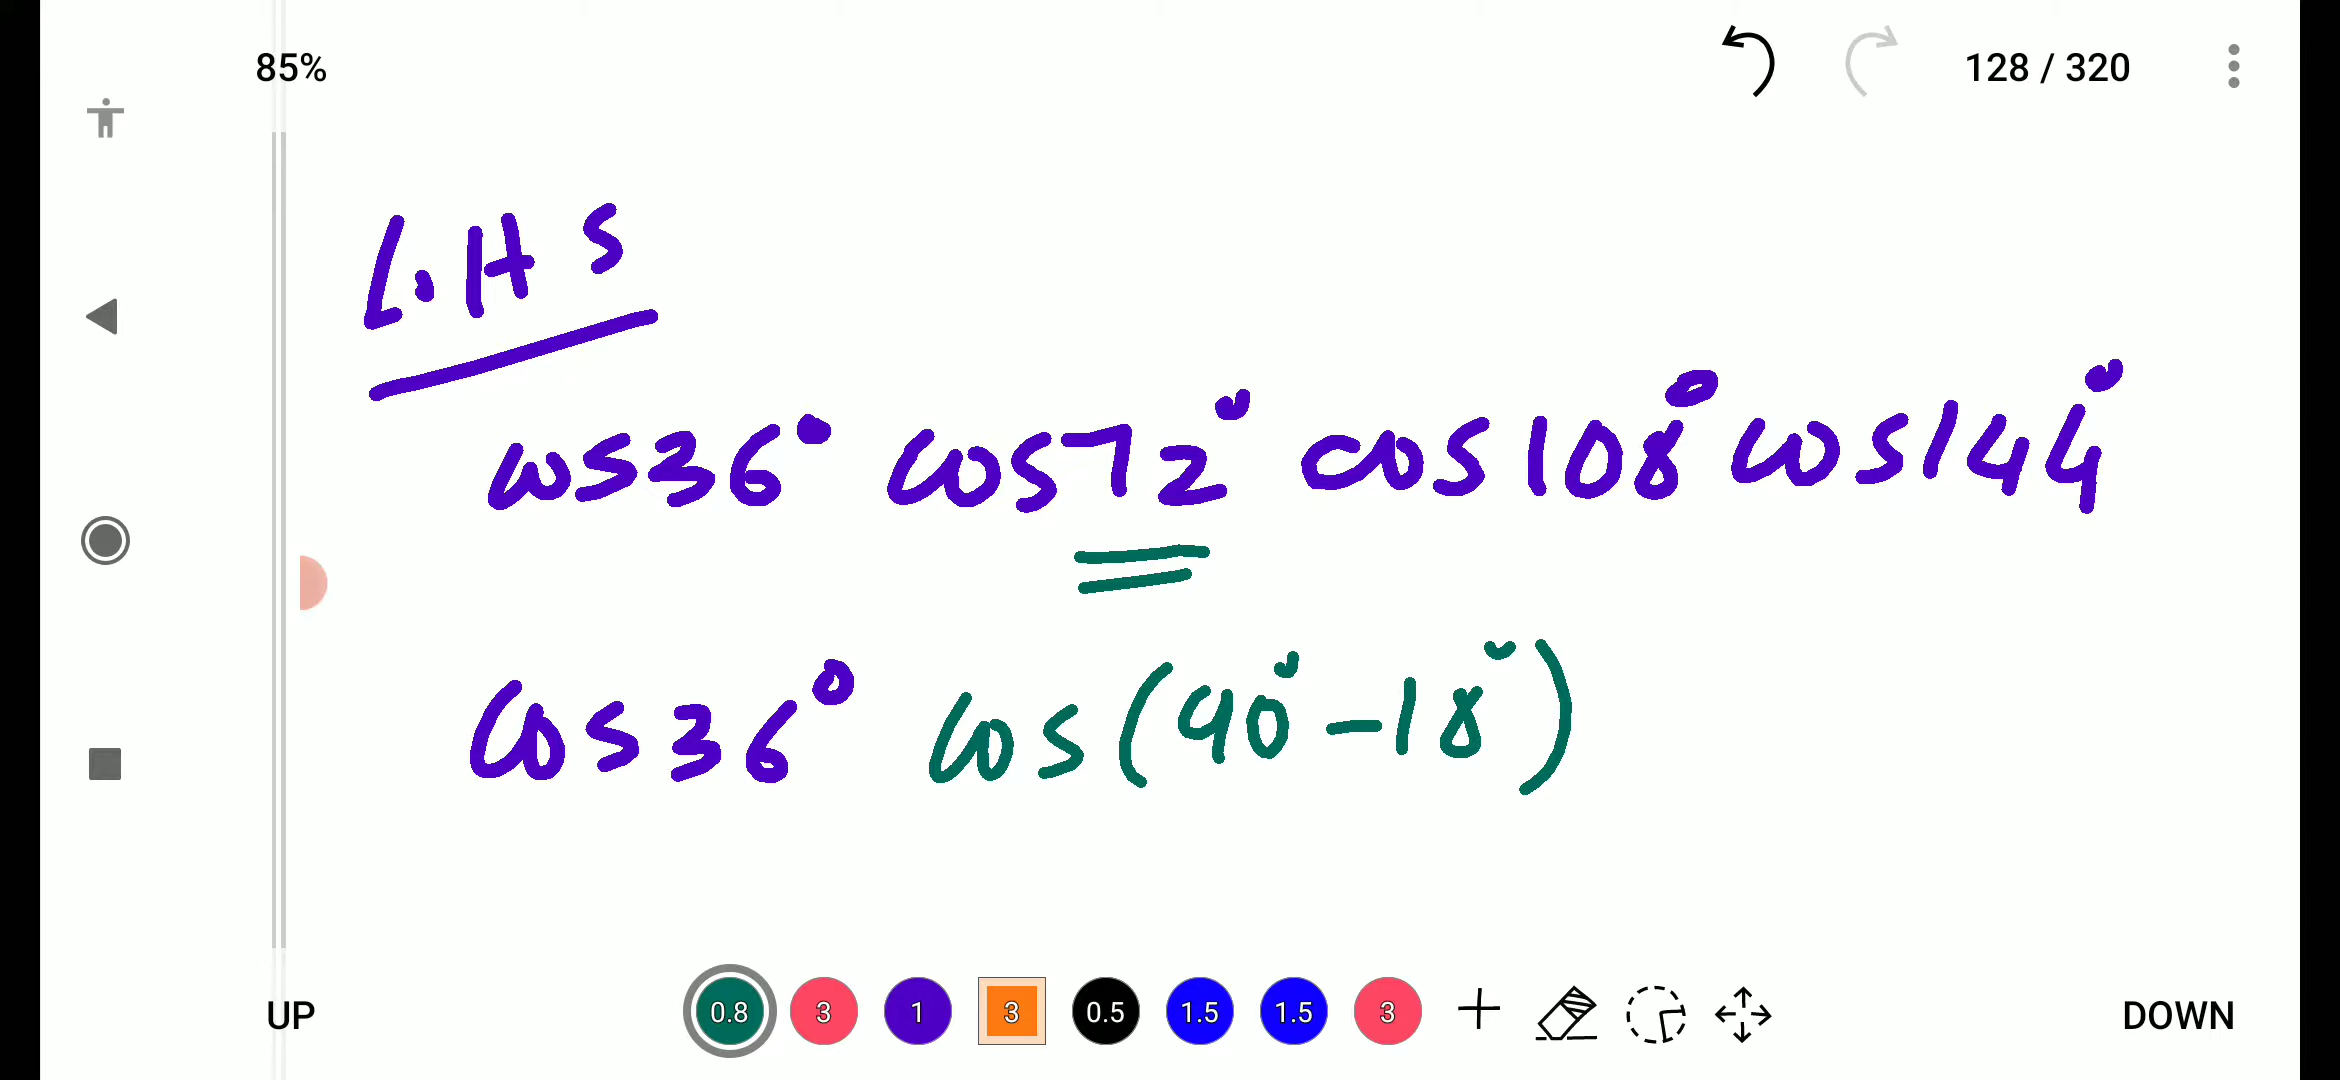 85% 128 / 320
L.H S
cos36° cos72° cos108° cos144°
cos36° cos(90°-18°)
UP 0.8 3 1 3 0.5 1.5 1.5 3 DOWN